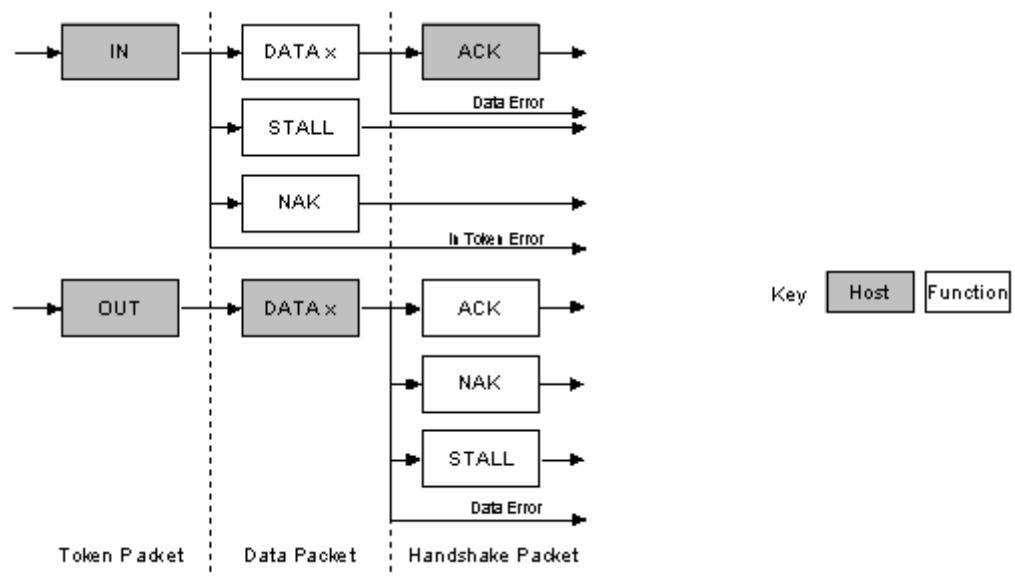 IN
DATA x
ACK
Data Error
STALL
NAK
In Token Error
OUT
DATA x
ACK
Key
Host
Function
NAK
STALL
Data Error
Token Packet
Data Packet
Handshake Packet